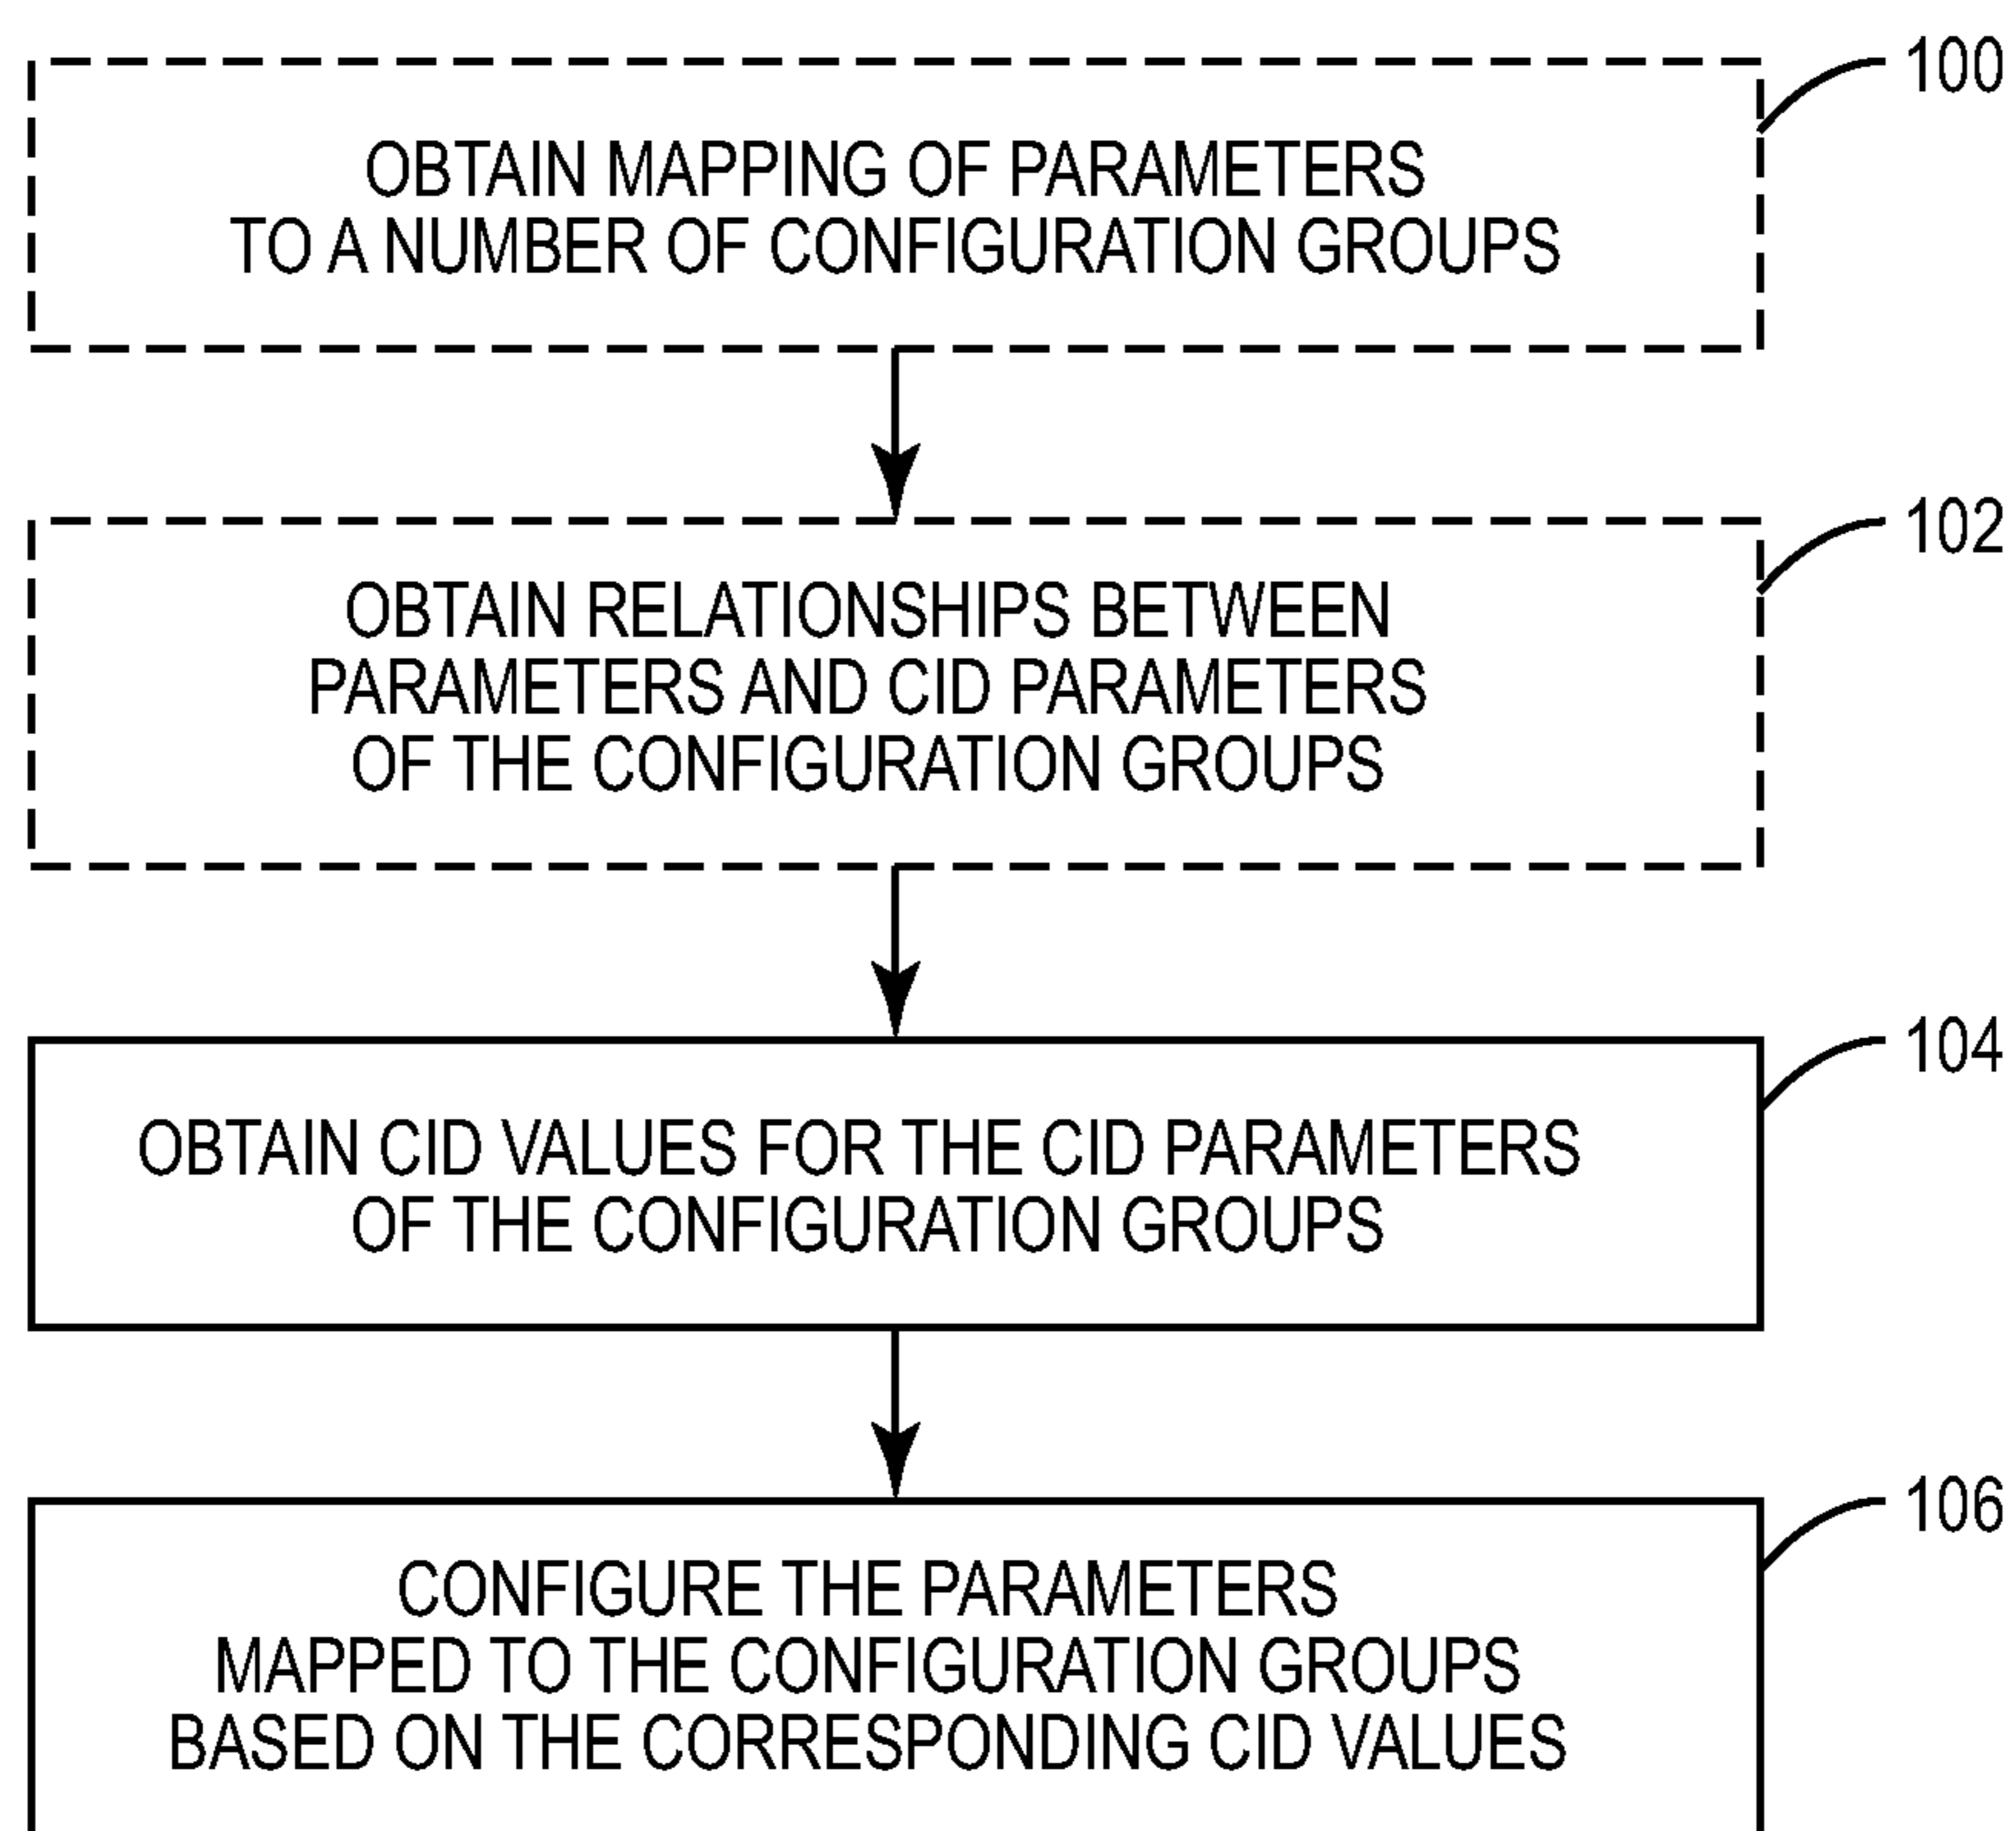 100
OBTAIN MAPPING OF PARAMETERS
TO A NUMBER OF CONFIGURATION GROUPS
102
OBTAIN RELATIONSHIPS BETWEEN
PARAMETERS AND CID PARAMETERS
OF THE CONFIGURATION GROUPS
104
OBTAIN CID VALUES FOR THE CID PARAMETERS
OF THE CONFIGURATION GROUPS
106
CONFIGURE THE PARAMETERS
MAPPED TO THE CONFIGURATION GROUPS
BASED ON THE CORRESPONDING CID VALUES